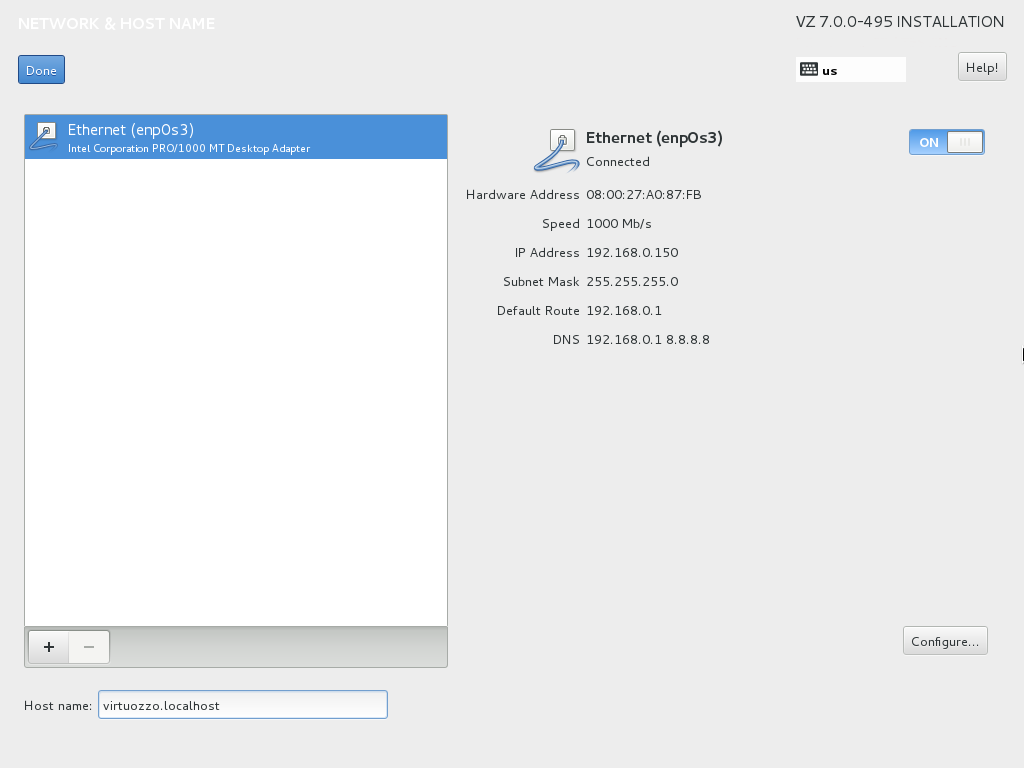 NETWORK & HOST NAME
VZ 7.0.0-495 INSTALLATION
Done
us
Help!
Ethernet (enp0s3)
Intel Corporation PRO/1000 MT Desktop Adapter
Ethernet (enp0s3)
Connected
ON
Hardware Address 08:00:27:A0:87:FB
Speed 1000 Mb/s
IP Address 192.168.0.150
Subnet Mask 255.255.255.0
Default Route 192.168.0.1
DNS 192.168.0.1 8.8.8.8
+ −
Configure...
Host name: virtuozzo.localhost